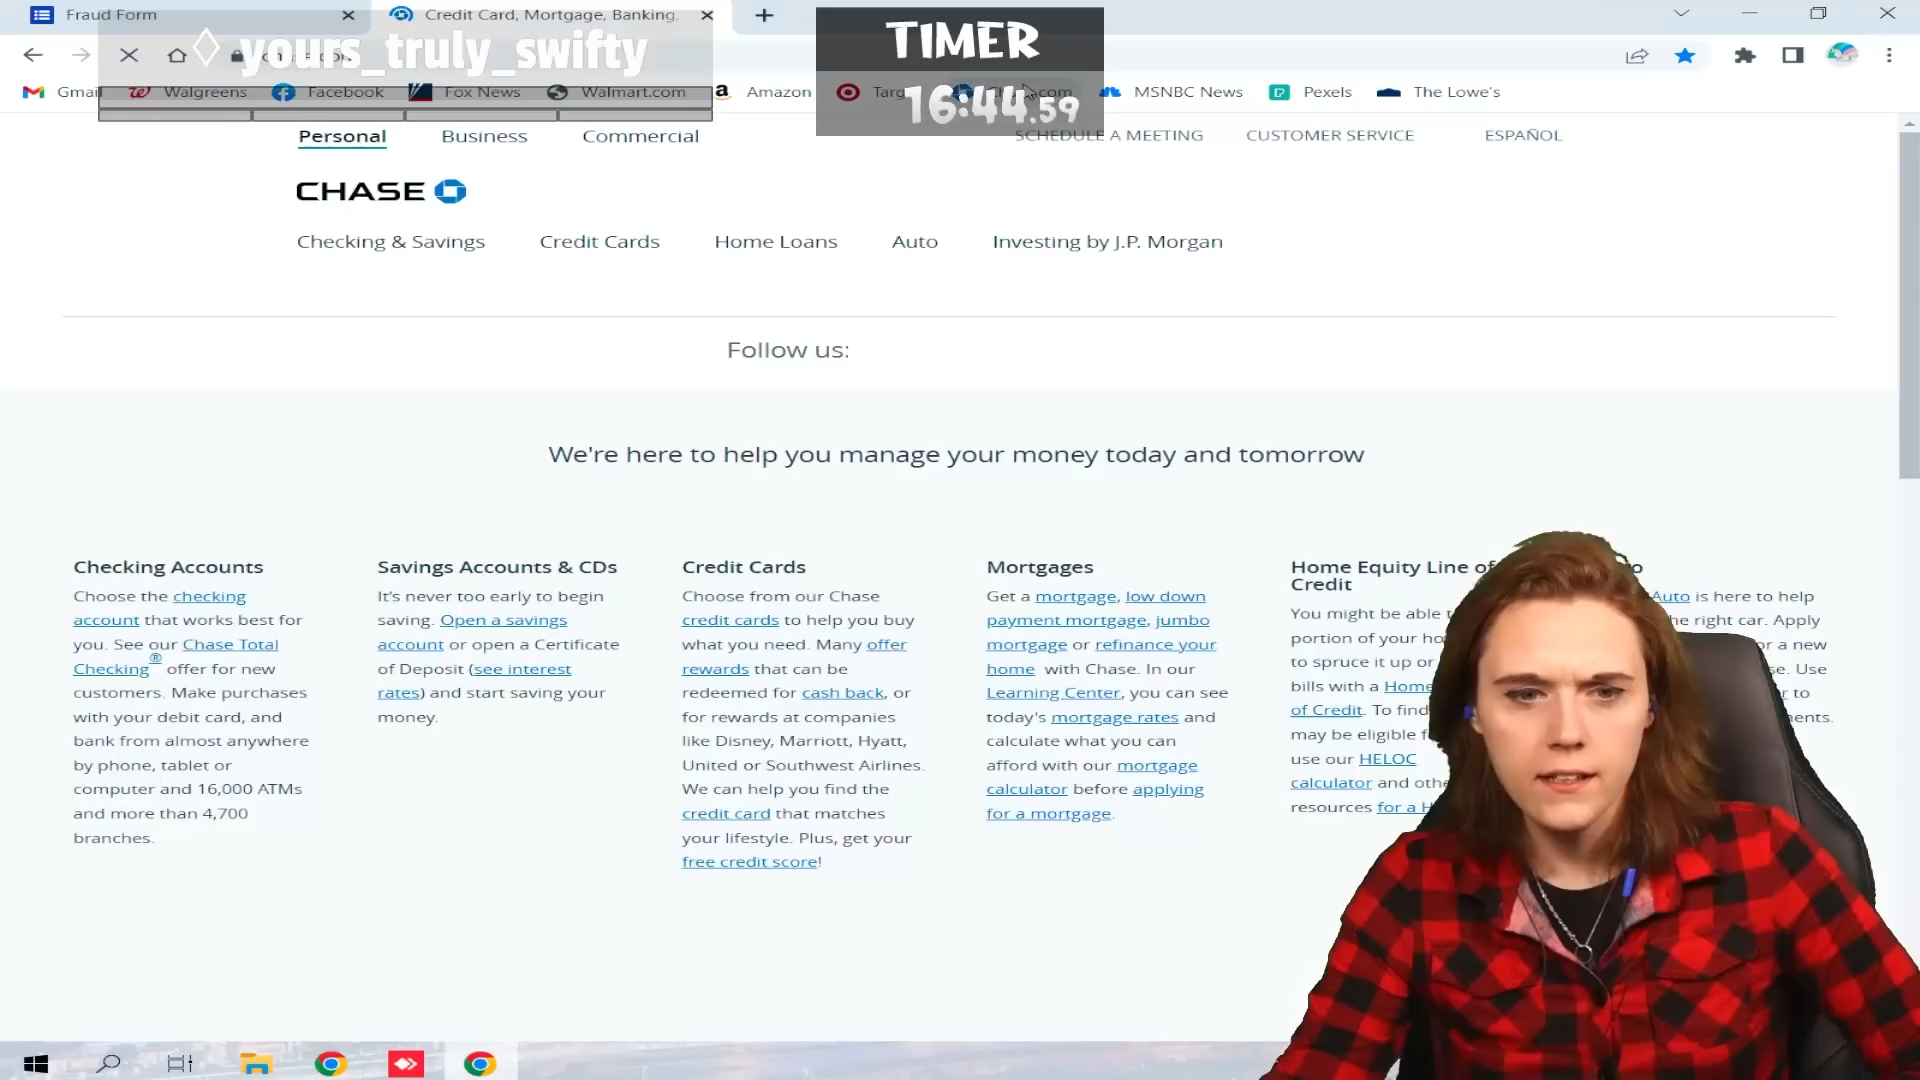 Fraud Form
Credit Card, Mortgage, Banking,
yours_truly_swifty
TIMER
16:44.59
Gmail
Walgreens
Facebook
Fox News
Walmart.com
Amazon
MSNBC News
Pexels
The Lowe's
Personal
Business
Commercial
SCHEDULE A MEETING
CUSTOMER SERVICE
ESPAÑOL
CHASE
Checking & Savings
Credit Cards
Home Loans
Auto
Investing by J.P. Morgan
Follow us:
We're here to help you manage your money today and tomorrow
Checking Accounts
Choose the checking
account that works best for
you. See our Chase Total
Checking® offer for new
customers. Make purchases
with your debit card, and
bank from almost anywhere
by phone, tablet or
computer and 16,000 ATMs
and more than 4,700
branches.
Savings Accounts & CDs
It's never too early to begin
saving. Open a savings
account or open a Certificate
of Deposit (see interest
rates) and start saving your
money.
Credit Cards
Choose from our Chase
credit cards to help you buy
what you need. Many offer
rewards that can be
redeemed for cash back, or
for rewards at companies
like Disney, Marriott, Hyatt,
United or Southwest Airlines.
We can help you find the
credit card that matches
your lifestyle. Plus, get your
free credit score!
Mortgages
Get a mortgage, low down
payment mortgage, jumbo
mortgage or refinance your
home with Chase. In our
Learning Center, you can see
today's mortgage rates and
calculate what you can
afford with our mortgage
calculator before applying
for a mortgage.
Home Equity Line of
Credit
You might be able
portion of your
to spruce it up or
bills with a Home
of Credit. To find
may be eligible
use our HELOC
calculator and
resources for a
Auto is here to help
the right car. Apply
or a new
Use
to